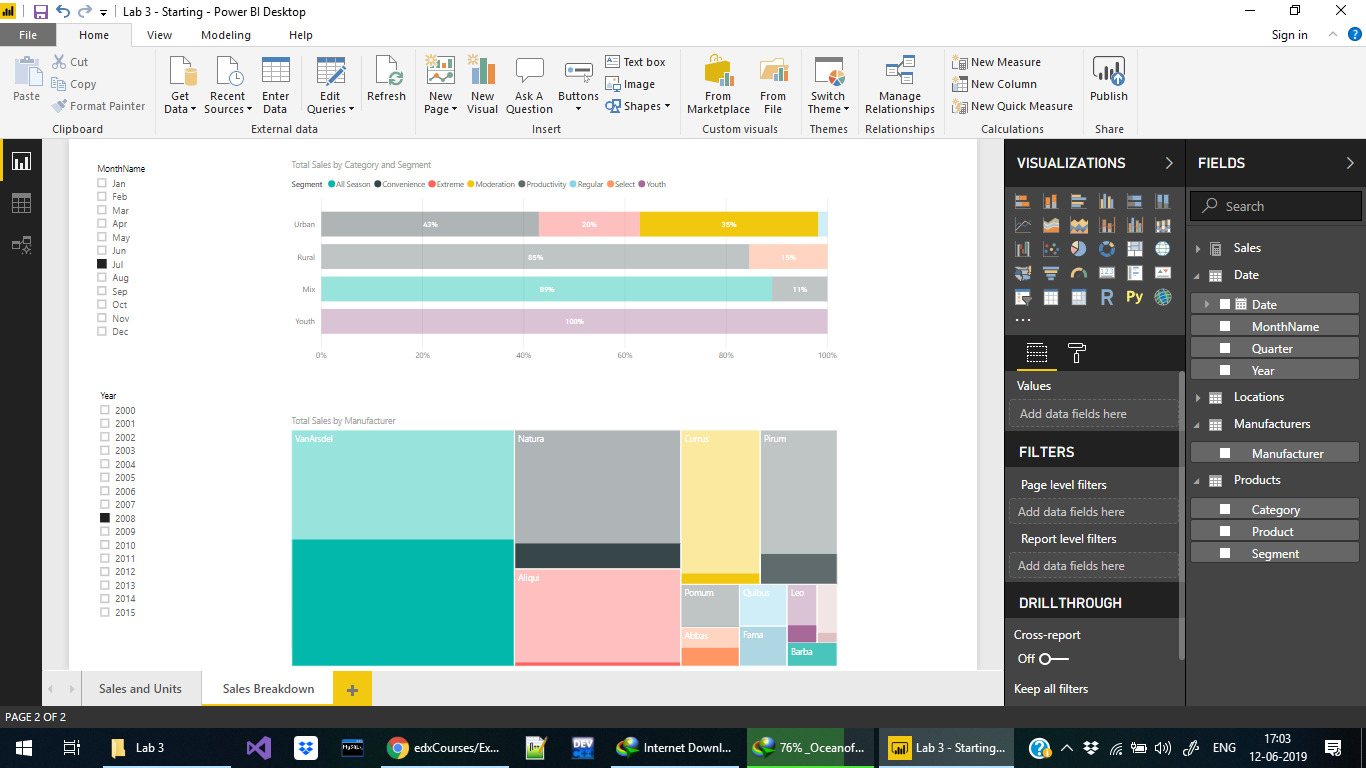 Lab 3 - Starting - Power BI Desktop
File Home View Modeling Help Sign in
Paste Cut Copy Format Painter
Clipboard
Get Data Recent Sources Enter Data Edit Queries Refresh
External data
New Page New Visual Ask A Question Buttons Text box Image Shapes
Insert
From Marketplace From File
Custom visuals
Switch Theme
Themes
Manage Relationships
Relationships
New Measure
New Column
New Quick Measure
Calculations
Publish
Share
MonthName
Jan
Feb
Mar
Apr
May
Jun
Jul
Aug
Sep
Oct
Nov
Dec
Total Sales by Category and Segment
Segment All Season Convenience Extreme Moderation Productivity Regular Select Youth
Urban 43% 20% 35%
Rural 85% 15%
Mix 89% 11%
Youth 100%
0% 20% 40% 60% 80% 100%
Year
2000
2001
2002
2003
2004
2005
2006
2007
2008
2009
2010
2011
2012
2013
2014
2015
Total Sales by Manufacturer
VanArsdel Natura Currus Pirum
Aliqui
Pomum Quibus Leo
Abbas Fama Barba
VISUALIZATIONS
R Py
Values
Add data fields here
FILTERS
Page level filters
Add data fields here
Report level filters
Add data fields here
DRILLTHROUGH
Cross-report
Off
Keep all filters
FIELDS
Search
Sales
Date
Date
MonthName
Quarter
Year
Locations
Manufacturers
Manufacturer
Products
Category
Product
Segment
Sales and Units Sales Breakdown
PAGE 2 OF 2
Lab 3 MySQL edxCourses/Ex... DEV Internet Downl... 76% _Oceanof... Lab 3 - Starting... ENG 17:03
12-06-2019